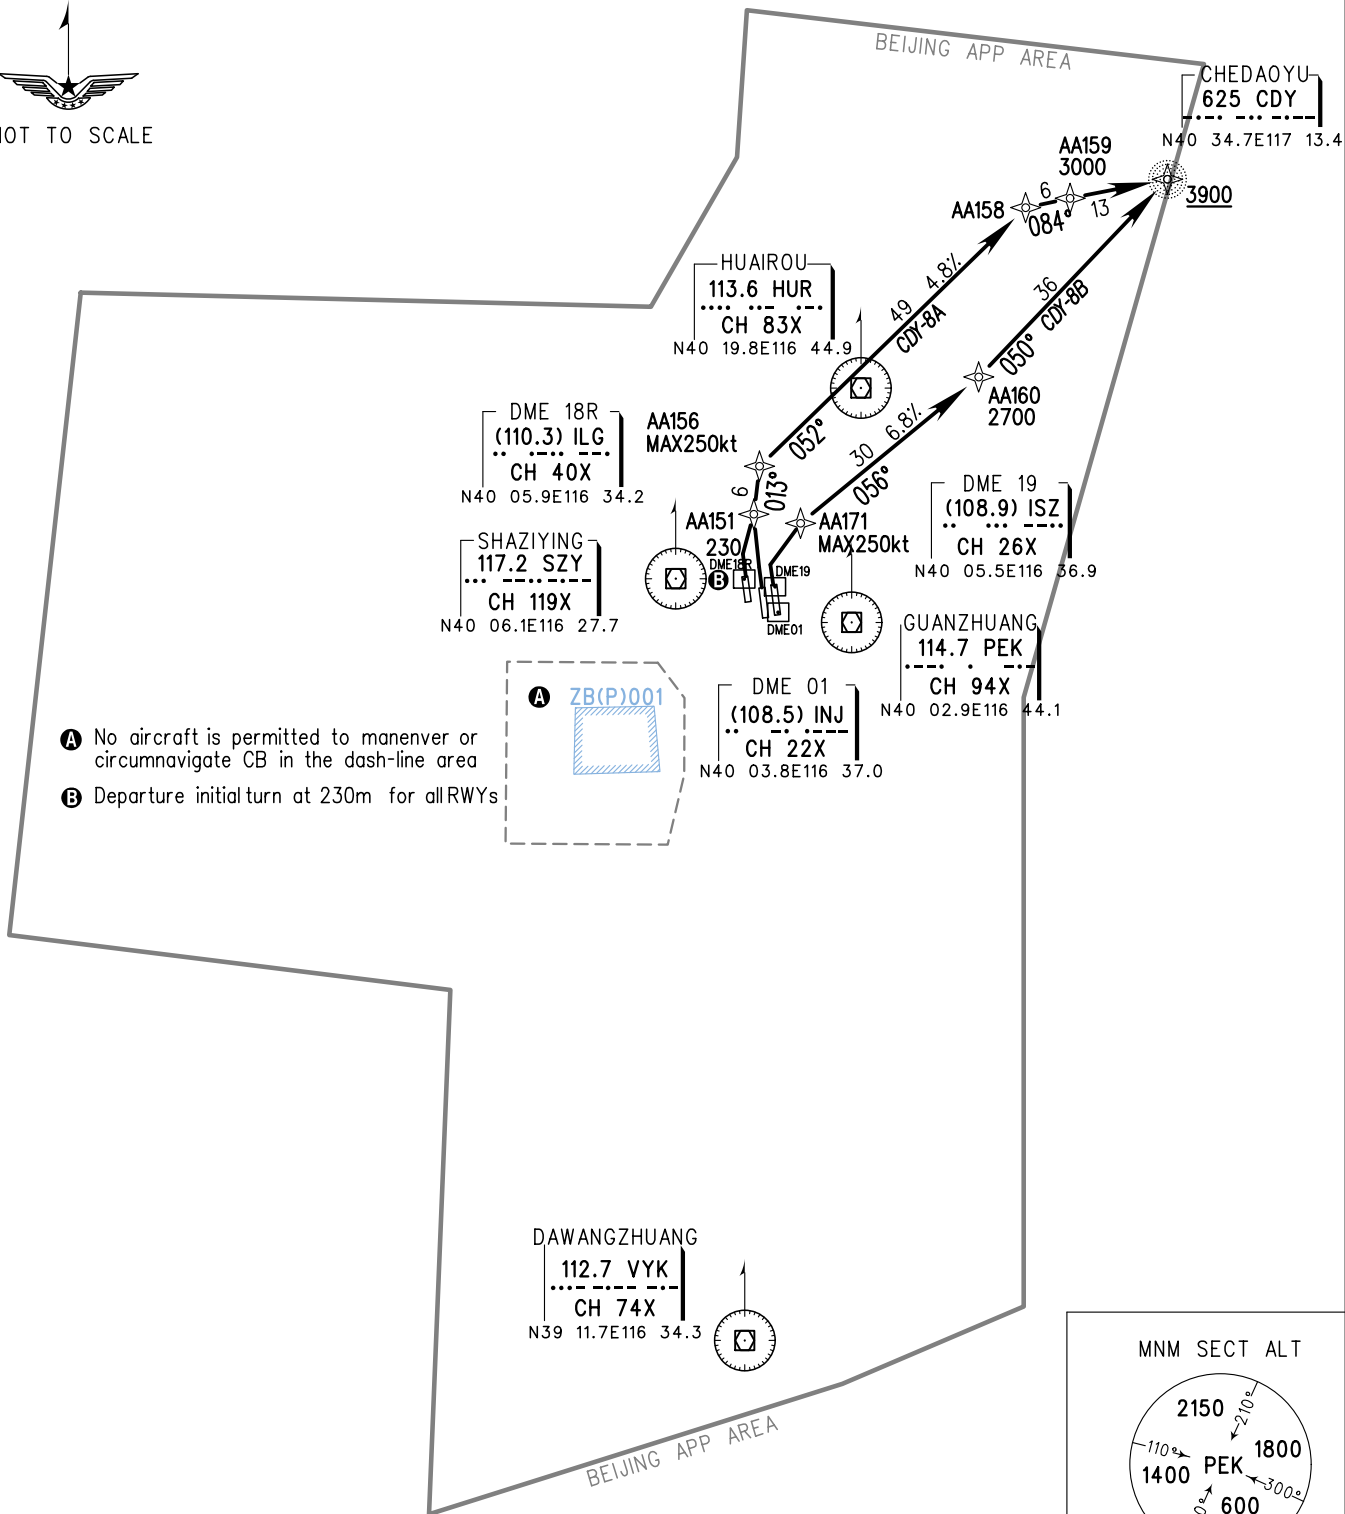 BEIJING APP AREA
CHEDAOYU
625 CDY
N40 34.7E117 13.4
NOT TO SCALE
AA159
3000
6
13
3900
AA158
084°
HUAIROU
113.6 HUR
CH 83X
N40 19.8E116 44.9
49 4.8%
CDY-8A
36
CDY-8B
050°
AA160
2700
DME 18R
(110.3) ILG
CH 40X
N40 05.9E116 34.2
AA156
MAX250kt
052°
30 6.8%
056°
6
013°
DME 19
(108.9) ISZ
CH 26X
N40 05.5E116 36.9
AA151
230
AA171
MAX250kt
SHAZIYING
117.2 SZY
CH 119X
N40 06.1E116 27.7
B
DME18R
DME19
DME01
GUANZHUANG
114.7 PEK
CH 94X
N40 02.9E116 44.1
A ZB(P)001
DME 01
(108.5) INJ
CH 22X
N40 03.8E116 37.0
A No aircraft is permitted to manenver or
circumnavigate CB in the dash-line area
B Departure initial turn at 230m for all RWYs
DAWANGZHUANG
112.7 VYK
CH 74X
N39 11.7E116 34.3
BEIJING APP AREA
MNM SECT ALT
2150
210°
110°
1800
1400
PEK
300°
600